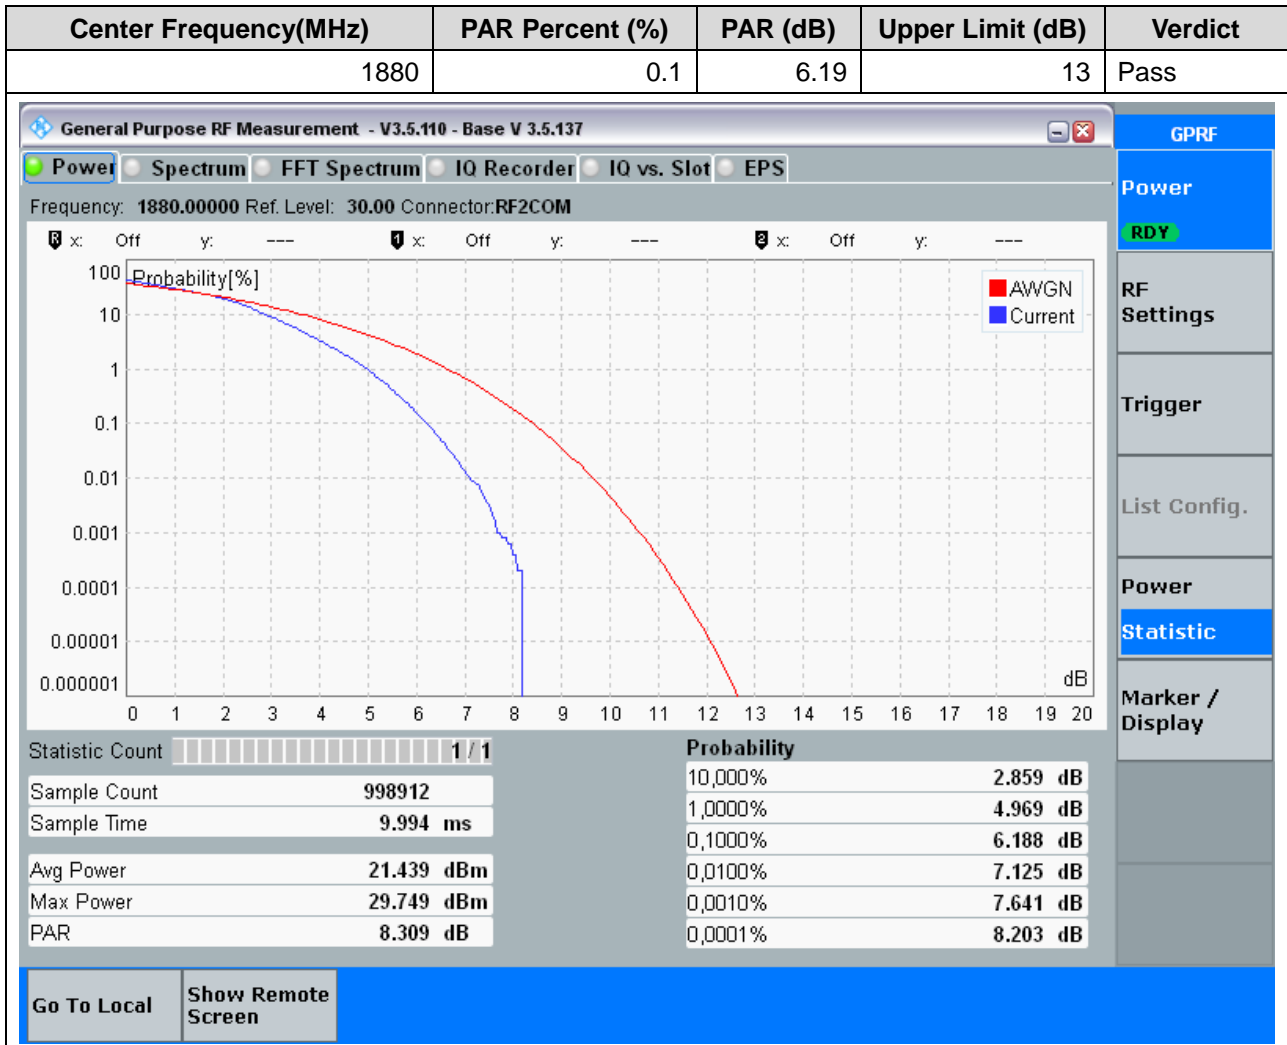 Center Frequency(MHz) PAR Percent (%) PAR (dB) Upper Limit (dB) Verdict
1880 0.1 6.19 13 Pass
General Purpose RF Measurement - V3.5.110 - Base V 3.5.137
GPRF
Power Spectrum FFT Spectrum IQ Recorder IQ vs. Slot EPS
Frequency: 1880.00000 Ref. Level: 30.00 Connector:RF2COM
R x: Off y: --- 1 x: Off y: --- 2 x: Off y: ---
Probability[%]
AWGN
Current
100
10
1
0.1
0.01
0.001
0.0001
0.00001
0.000001
dB
0 1 2 3 4 5 6 7 8 9 10 11 12 13 14 15 16 17 18 19 20
Statistic Count 1 / 1
Sample Count 998912
Sample Time 9.994 ms
Avg Power 21.439 dBm
Max Power 29.749 dBm
PAR 8.309 dB
Probability
10,000% 2.859 dB
1,0000% 4.969 dB
0,1000% 6.188 dB
0,0100% 7.125 dB
0,0010% 7.641 dB
0,0001% 8.203 dB
Power
RDY
RF
Settings
Trigger
List Config.
Power
Statistic
Marker /
Display
Go To Local
Show Remote
Screen